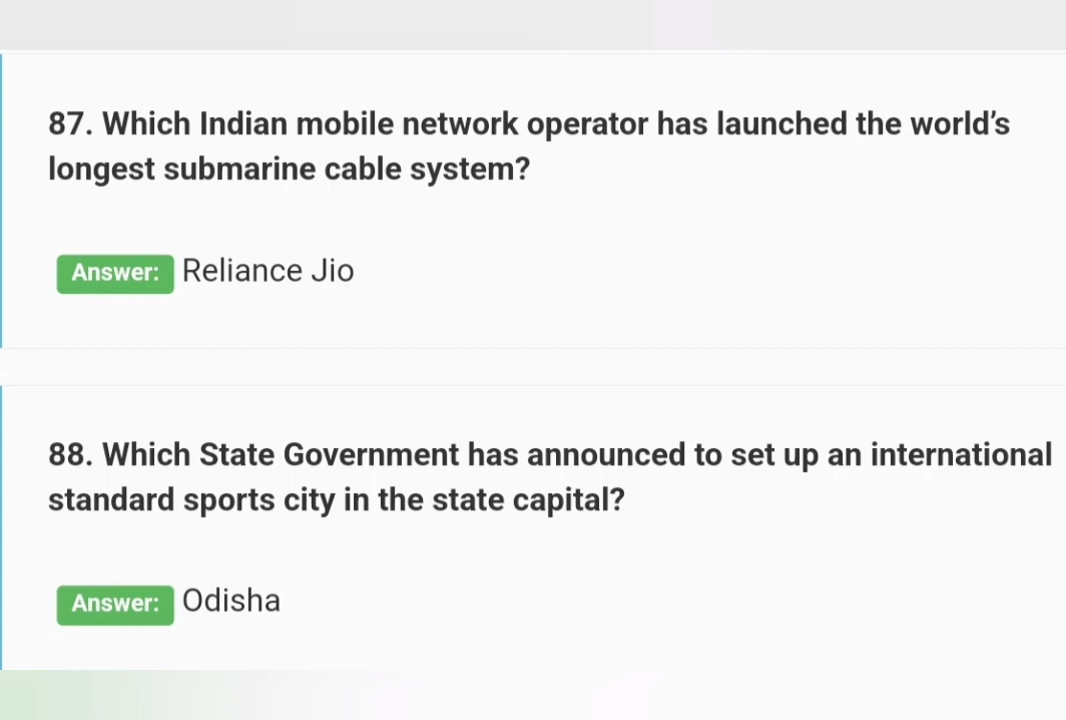 87. Which Indian mobile network operator has launched the world’s
longest submarine cable system?
Answer: Reliance Jio
88. Which State Government has announced to set up an international
standard sports city in the state capital?
Answer: Odisha